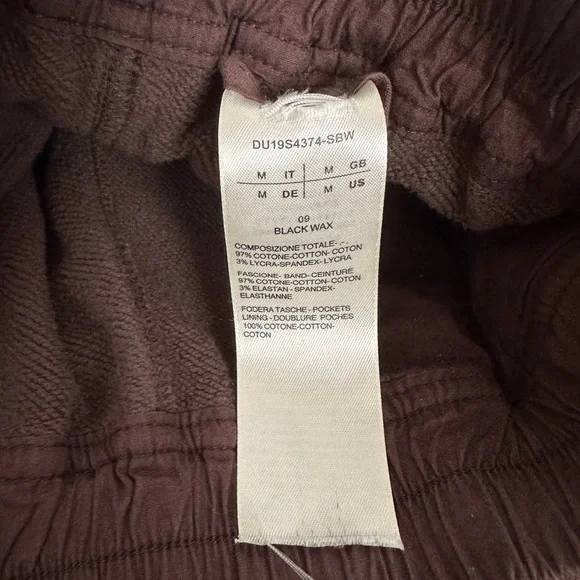 DU19S4374-SBW
M IT M GB
M DE M US
09
BLACK WAX
COMPOSIZIONE TOTALE-
97% COTONE-COTTON- COTON
3% LYCRA-SPANDEX- LYCRA
FASCIONE- BAND- CEINTURE
97% COTONE-COTTON- COTON
3% ELASTAN - SPANDEX-
ELASTHANNE
FODERA TASCHE - POCKETS
LINING - DOUBLURE POCHES
100% COTONE-COTTON-
COTON